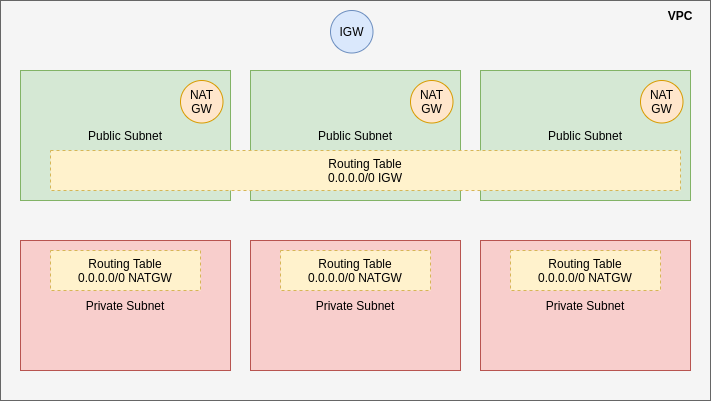 VPC
IGW
NAT
GW
Public Subnet
NAT
GW
Public Subnet
NAT
GW
Public Subnet
Routing Table
0.0.0.0/0 IGW
Routing Table
0.0.0.0/0 NATGW
Private Subnet
Routing Table
0.0.0.0/0 NATGW
Private Subnet
Routing Table
0.0.0.0/0 NATGW
Private Subnet